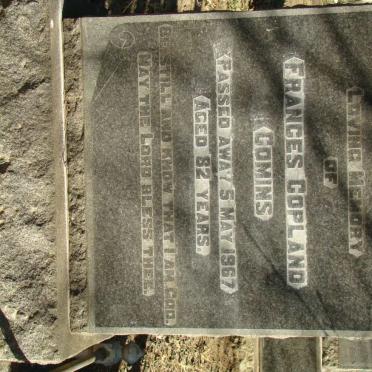 LOVING MEMORY
OF
FRANCES COPLAND
COMINS
PASSED AWAY 5 MAY 1967
AGED 82 YEARS.
BE STILL AND KNOW THAT I AM GOD.
MAY THE LORD BLESS THEE.